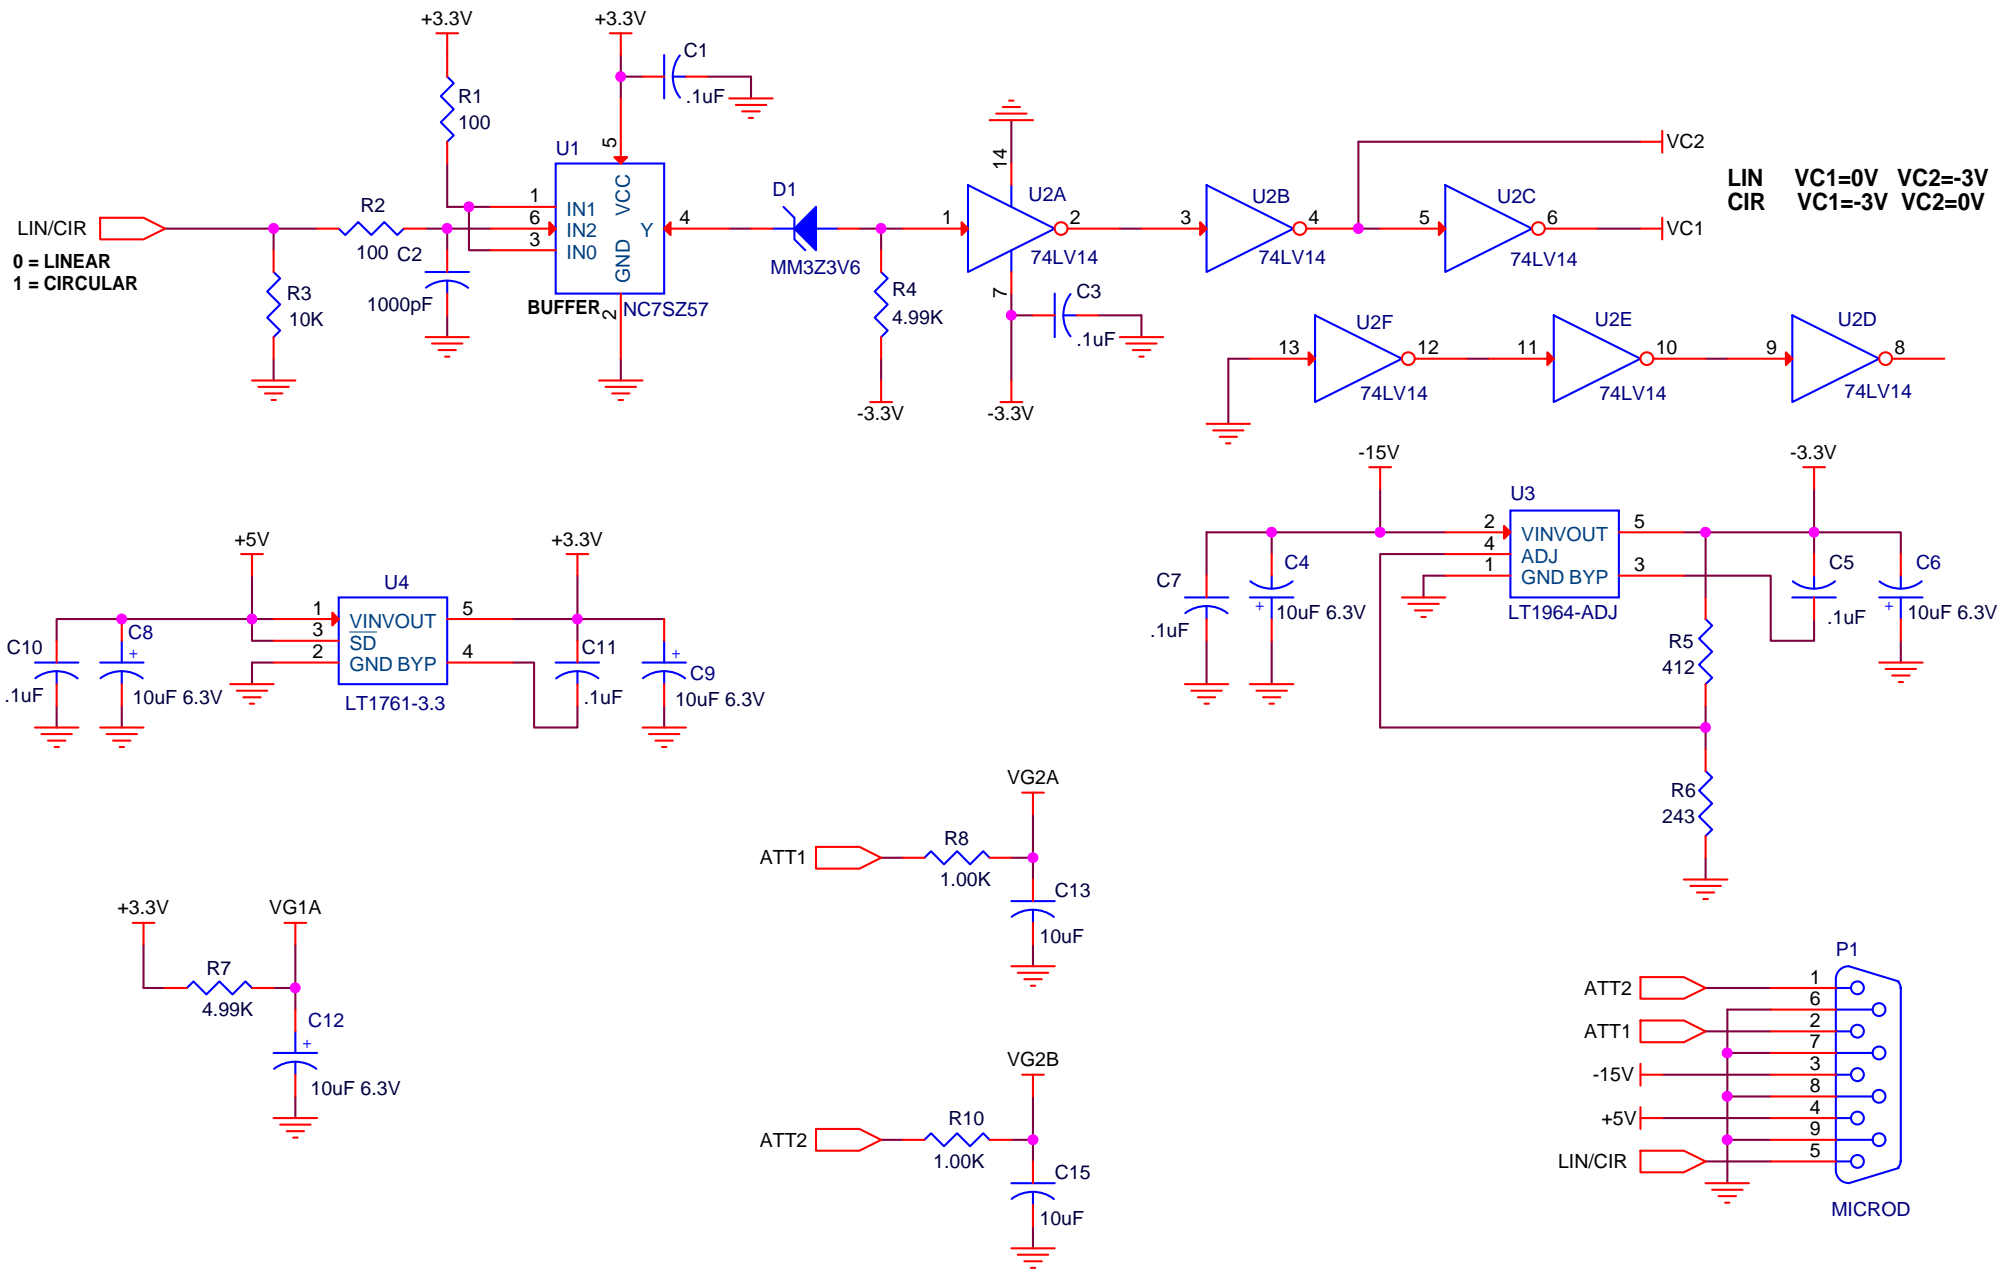 +3.3V
+3.3V
C1
.1uF
R1
100
U1
5
VCC
1
IN1
6
IN2
3
IN0
Y
4
GND
2
BUFFER
NC7SZ57
LIN/CIR
0 = LINEAR
1 = CIRCULAR
R2
100
C2
1000pF
R3
10K
D1
MM3Z3V6
R4
4.99K
-3.3V
14
U2A
1
2
74LV14
7
C3
.1uF
-3.3V
U2B
3
4
74LV14
U2C
5
6
74LV14
VC2
VC1
LIN VC1=0V VC2=-3V
CIR VC1=-3V VC2=0V
U2F
13
12
74LV14
U2E
11
10
74LV14
U2D
9
8
74LV14
-15V
-3.3V
U3
2
VIN VOUT
5
4
ADJ
1
GND BYP
3
LT1964-ADJ
C7
.1uF
C4
+
10uF 6.3V
C5
.1uF
C6
+
10uF 6.3V
R5
412
R6
243
+5V
+3.3V
U4
1
VIN VOUT
5
3
SD
2
GND BYP
4
LT1761-3.3
C10
.1uF
C8
+
10uF 6.3V
C11
.1uF
+
C9
10uF 6.3V
VG2A
ATT1
R8
1.00K
C13
10uF
+3.3V
VG1A
R7
4.99K
C12
+
10uF 6.3V
VG2B
ATT2
R10
1.00K
C15
10uF
P1
ATT2
1
6
ATT1
2
7
-15V
3
8
+5V
4
9
LIN/CIR
5
MICROD